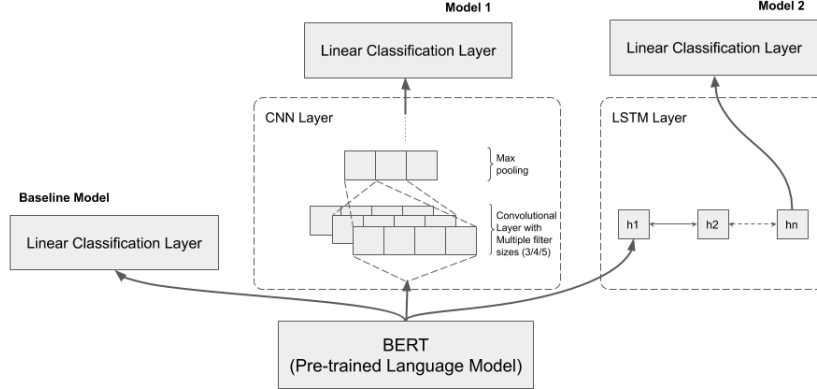 Model 1
Linear Classification Layer
Model 2
Linear Classification Layer
CNN Layer
Max
pooling
Convolutional
Layer with
Multiple filter
sizes (3/4/5)
LSTM Layer
h1
h2
hn
Baseline Model
Linear Classification Layer
BERT
(Pre-trained Language Model)